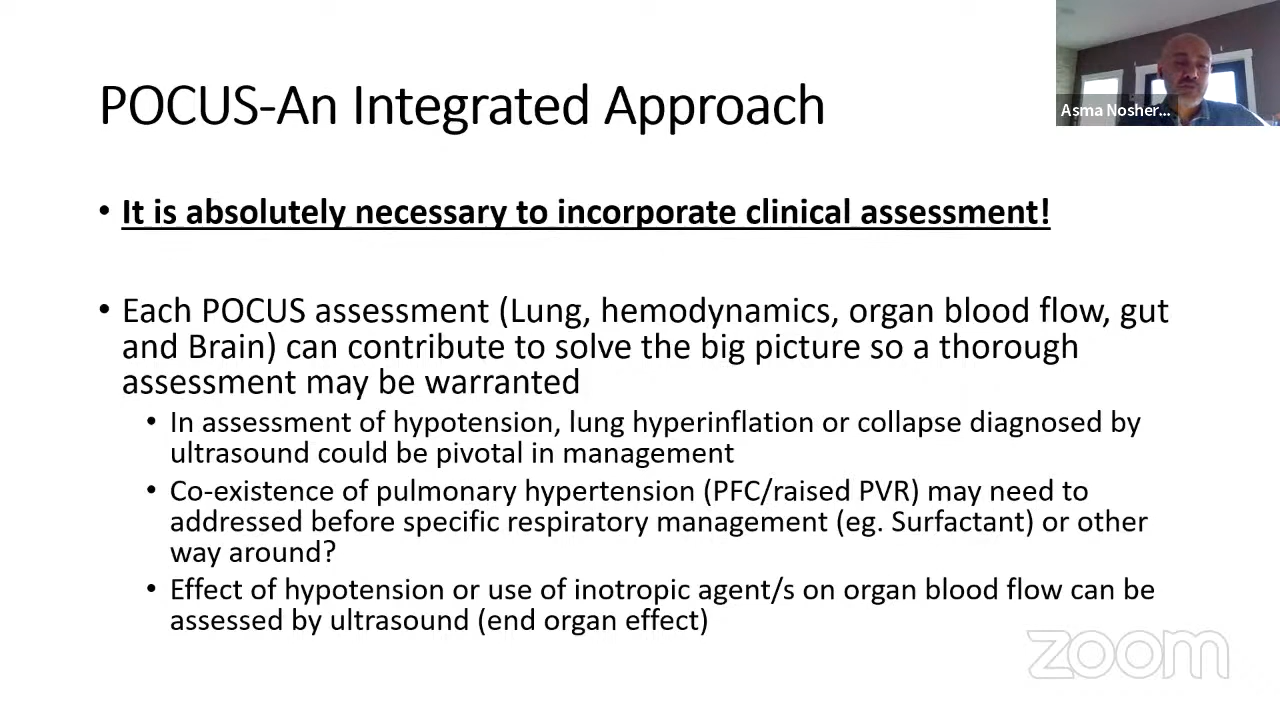 POCUS-An Integrated Approach
Asma Nosher...
• It is absolutely necessary to incorporate clinical assessment!
• Each POCUS assessment (Lung, hemodynamics, organ blood flow, gut
and Brain) can contribute to solve the big picture so a thorough
assessment may be warranted
• In assessment of hypotension, lung hyperinflation or collapse diagnosed by
ultrasound could be pivotal in management
• Co-existence of pulmonary hypertension (PFC/raised PVR) may need to
addressed before specific respiratory management (eg. Surfactant) or other
way around?
• Effect of hypotension or use of inotropic agent/s on organ blood flow can be
assessed by ultrasound (end organ effect)
zoom